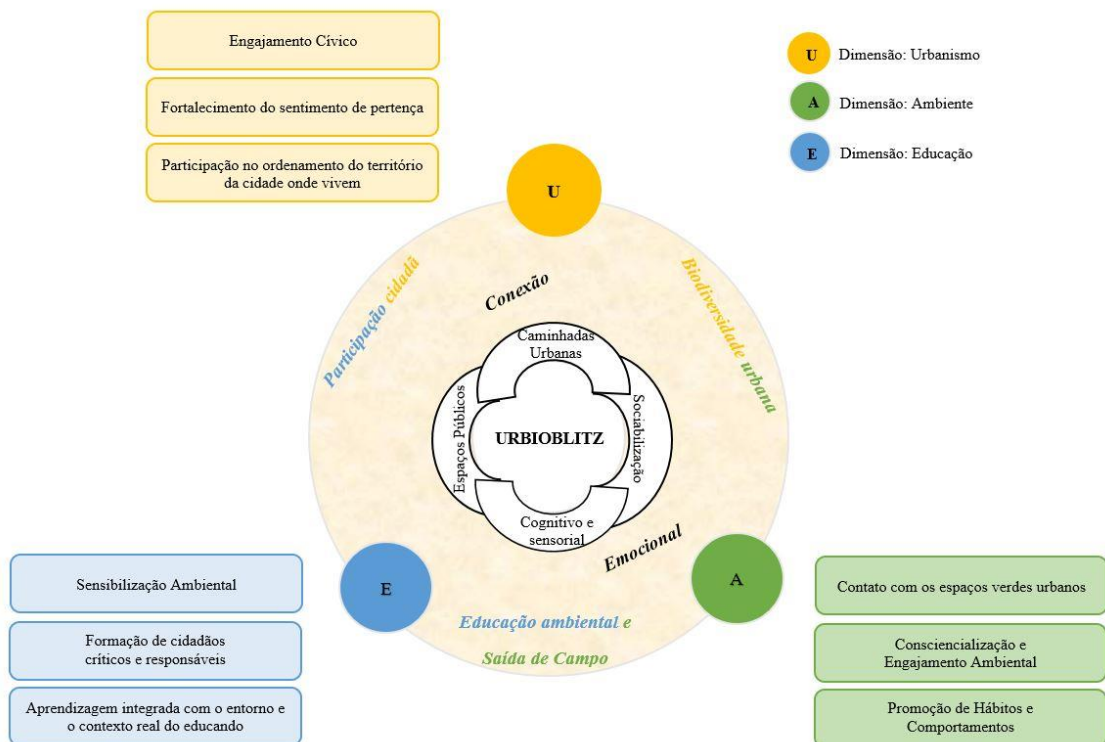 Engajamento Cívico
Fortalecimento do sentimento de pertença
Participação no ordenamento do território
da cidade onde vivem
U
Dimensão: Urbanismo
A
Dimensão: Ambiente
E
Dimensão: Educação
U
Participação cidadã
Conexão
Biodiversidade urbana
Caminhadas
Urbanas
Espaços Públicos
URBIOBLITZ
Sociabilização
Cognitivo e
sensorial
Emocional
E
A
Educação ambiental e
Saída de Campo
Sensibilização Ambiental
Formação de cidadãos
críticos e responsáveis
Aprendizagem integrada com o entorno e
o contexto real do educando
Contato com os espaços verdes urbanos
Consciencialização e
Engajamento Ambiental
Promoção de Hábitos e
Comportamentos